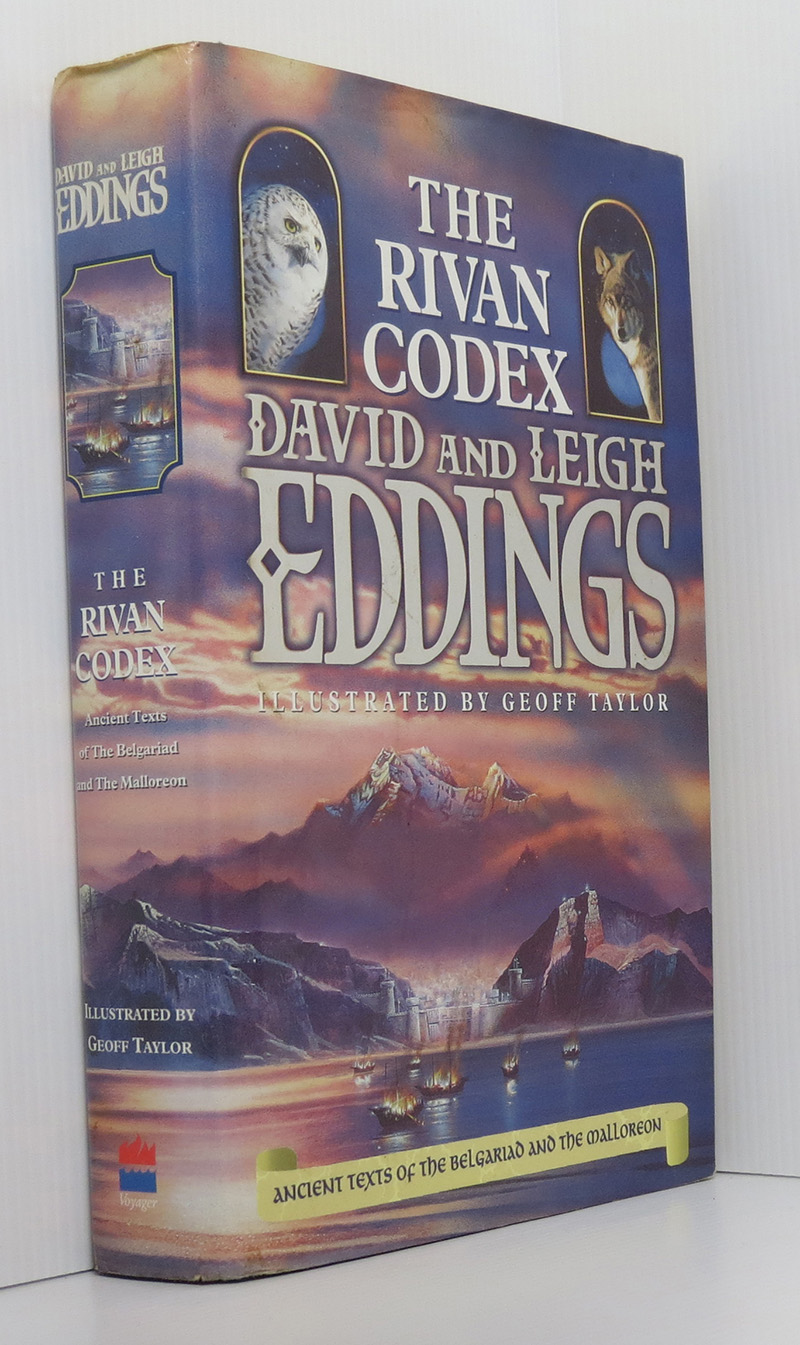 DAVID AND LEIGH
EDDINGS
THE
RIVAN
CODEX
Ancient Texts
of The Belgariad
and The Malloreon
ILLUSTRATED BY
GEOFF TAYLOR
Voyager
THE
RIVAN
CODEX
DAVID AND LEIGH
EDDINGS
ILLUSTRATED BY GEOFF TAYLOR
ANCIENT TEXTS OF THE BELGARIAD AND THE MALLOREON